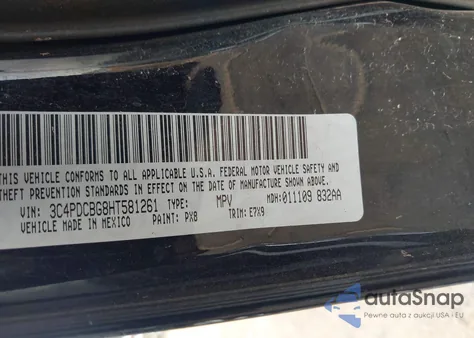 THIS VEHICLE CONFORMS TO ALL APPLICABLE U.S.A. FEDERAL MOTOR VEHICLE SAFETY AND
THEFT PREVENTION STANDARDS IN EFFECT ON THE DATE OF MANUFACTURE SHOWN ABOVE.
VIN: 3C4PDCBG8HT581261 TYPE: MPV MDH: 011109 832AA
VEHICLE MADE IN MEXICO PAINT: PX8 TRIM: E7X9
autoSnap
Pewne auta z aukcji USA i EU